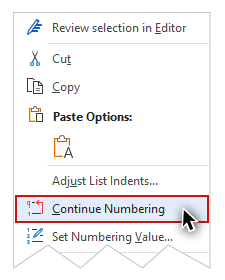 Review selection in Editor
Cut
Copy
Paste Options:
Adjust List Indents...
Continue Numbering
Set Numbering Value...